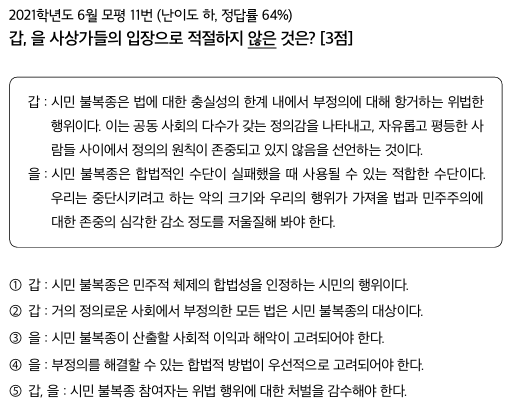 2021학년도 6월 모평 11번 (난이도 하, 정답률 64%)
갑, 을 사상가들의 입장으로 적절하지 않은 것은? [3점]
갑 : 시민 불복종은 법에 대한 충실성의 한계 내에서 부정의에 대해 항거하는 위법한
행위이다. 이는 공동 사회의 다수가 갖는 정의감을 나타내고, 자유롭고 평등한 사
람들 사이에서 정의의 원칙이 존중되고 있지 않음을 선언하는 것이다.
을 : 시민 불복종은 합법적인 수단이 실패했을 때 사용될 수 있는 적합한 수단이다.
우리는 중단시키려고 하는 악의 크기와 우리의 행위가 가져올 법과 민주주의에
대한 존중의 심각한 감소 정도를 저울질해 봐야 한다.
① 갑 : 시민 불복종은 민주적 체제의 합법성을 인정하는 시민의 행위이다.
② 갑 : 거의 정의로운 사회에서 부정의한 모든 법은 시민 불복종의 대상이다.
③ 을 : 시민 불복종이 산출할 사회적 이익과 해악이 고려되어야 한다.
④ 을 : 부정의를 해결할 수 있는 합법적 방법이 우선적으로 고려되어야 한다.
⑤ 갑, 을 : 시민 불복종 참여자는 위법 행위에 대한 처벌을 감수해야 한다.